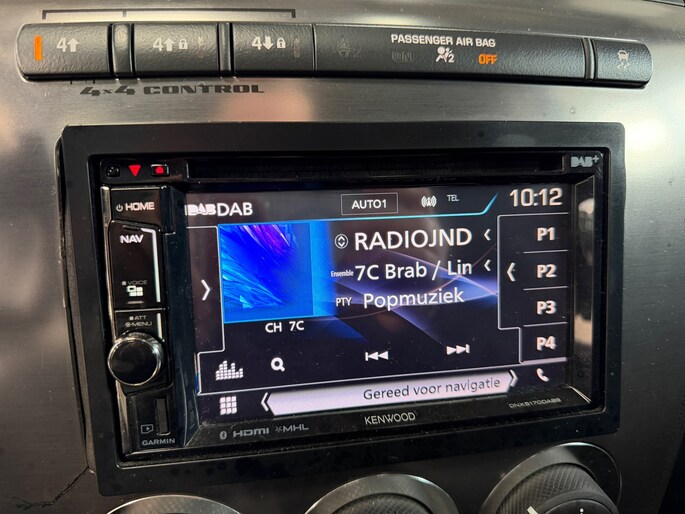 4 4 4
PASSENGER AIR BAG
ON 2 OFF
4x4 CONTROL
DAB+
HOME
DAB DAB
AUTO1
TEL
10:12
NAV
RADIOJND
P1
VOICE
Ensemble 7C Brab / Lin
P2
PTY Popmuziek
P3
ATT
MENU
CH 7C
P4
Gereed voor navigatie
KENWOOD
GARMIN
HDMI MHL